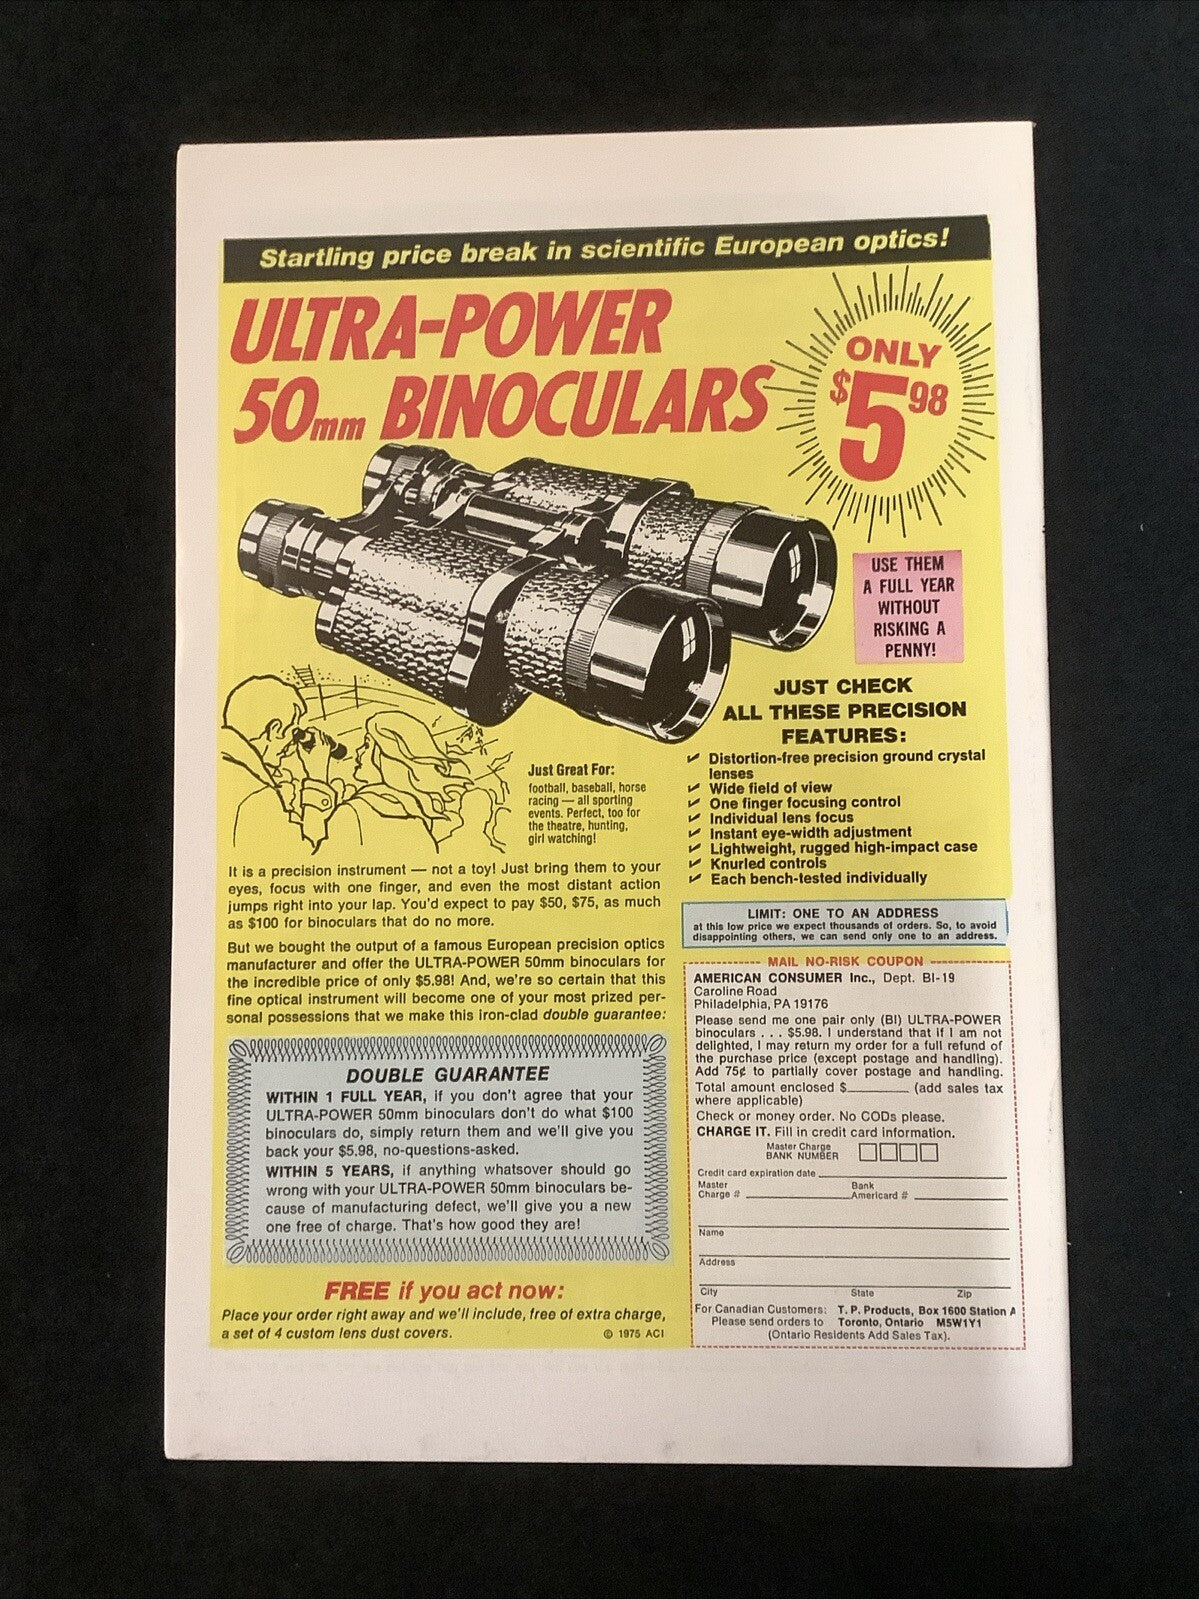 Startling price break in scientific European optics!
ULTRA-POWER
50mm BINOCULARS
ONLY
$5 98
USE THEM
A FULL YEAR
WITHOUT
RISKING A
PENNY!
JUST CHECK
ALL THESE PRECISION
FEATURES:
✓ Distortion-free precision ground crystal
lenses
✓ Wide field of view
✓ One finger focusing control
✓ Individual lens focus
✓ Instant eye-width adjustment
✓ Lightweight, rugged high-impact case
✓ Knurled controls
✓ Each bench-tested individually
Just Great For:
football, baseball, horse
racing — all sporting
events. Perfect, too for
the theatre, hunting,
girl watching!
It is a precision instrument — not a toy! Just bring them to your
eyes, focus with one finger, and even the most distant action
jumps right into your lap. You'd expect to pay $50, $75, as much
as $100 for binoculars that do no more.
But we bought the output of a famous European precision optics
manufacturer and offer the ULTRA-POWER 50mm binoculars for
the incredible price of only $5.98! And, we're so certain that this
fine optical instrument will become one of your most prized per-
sonal possessions that we make this iron-clad double guarantee:
DOUBLE GUARANTEE
WITHIN 1 FULL YEAR, if you don't agree that your
ULTRA-POWER 50mm binoculars don't do what $100
binoculars do, simply return them and we'll give you
back your $5.98, no-questions-asked.
WITHIN 5 YEARS, if anything whatsover should go
wrong with your ULTRA-POWER 50mm binoculars be-
cause of manufacturing defect, we'll give you a new
one free of charge. That's how good they are!
FREE if you act now:
Place your order right away and we'll include, free of extra charge,
a set of 4 custom lens dust covers.
© 1975 ACI
LIMIT: ONE TO AN ADDRESS
at this low price we expect thousands of orders. So, to avoid
disappointing others, we can send only one to an address.
MAIL NO-RISK COUPON
AMERICAN CONSUMER Inc., Dept. BI-19
Caroline Road
Philadelphia, PA 19176
Please send me one pair only (BI) ULTRA-POWER
binoculars . . . $5.98. I understand that if I am not
delighted, I may return my order for a full refund of
the purchase price (except postage and handling).
Add 75¢ to partially cover postage and handling.
Total amount enclosed $________ (add sales tax
where applicable)
Check or money order. No CODs please.
CHARGE IT. Fill in credit card information.
Master Charge
BANK NUMBER
Credit card expiration date
Master Bank
Charge # Americard #
Name
Address
City State Zip
For Canadian Customers: T. P. Products, Box 1600 Station A
Please send orders to Toronto, Ontario M5W1Y1
(Ontario Residents Add Sales Tax).